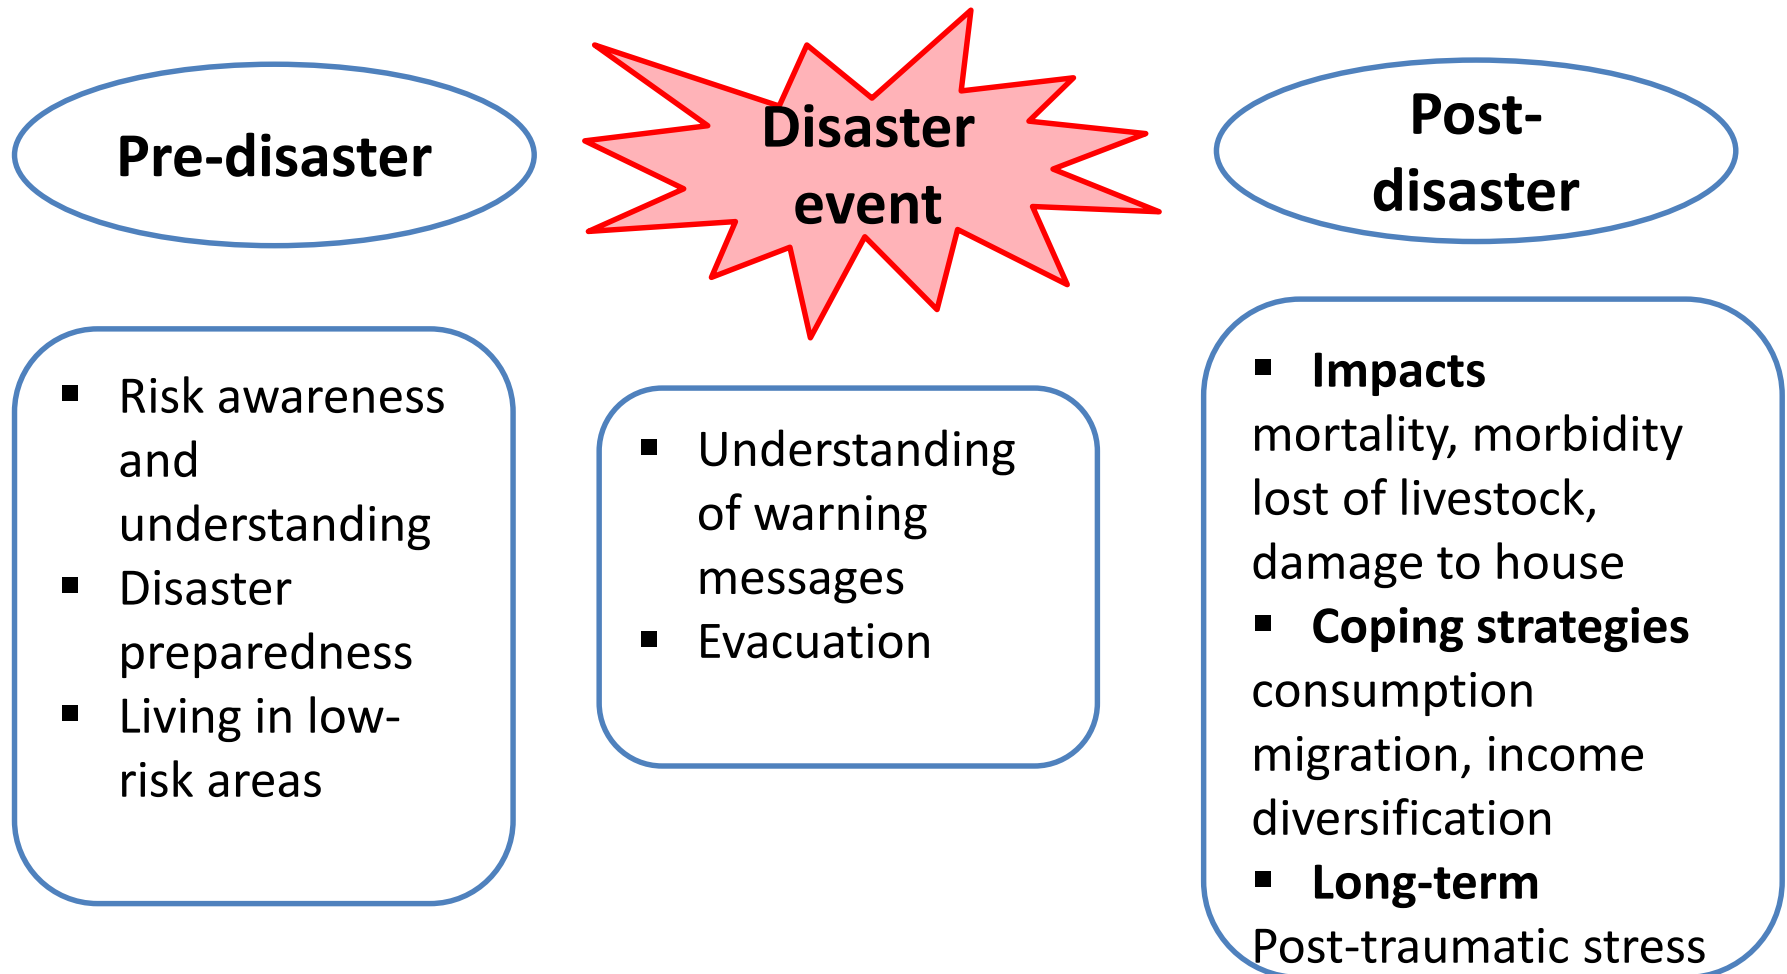 Pre-disaster
Disaster
event
Post-
disaster
▪ Risk awareness
and
understanding
▪ Disaster
preparedness
▪ Living in low-
risk areas
▪ Understanding
of warning
messages
▪ Evacuation
▪ Impacts
mortality, morbidity
lost of livestock,
damage to house
▪ Coping strategies
consumption
migration, income
diversification
▪ Long-term
Post-traumatic stress